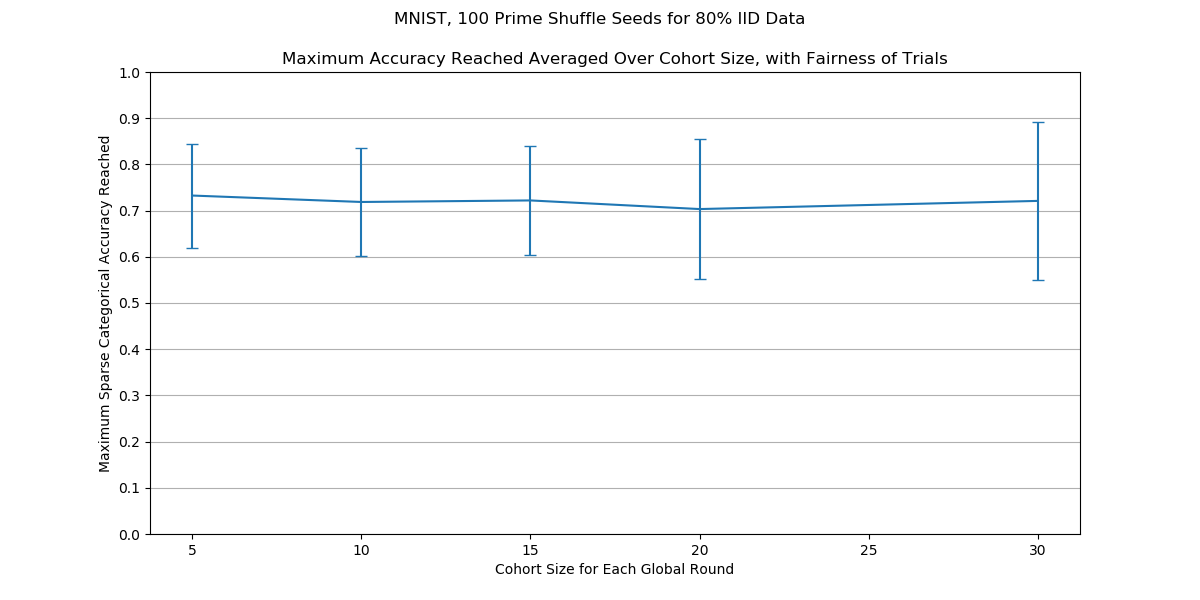 MNIST, 100 Prime Shuffle Seeds for 80% IID Data
Maximum Accuracy Reached Averaged Over Cohort Size, with Fairness of Trials
Maximum Sparse Categorical Accuracy Reached
1.0
0.9
0.8
0.7
0.6
0.5
0.4
0.3
0.2
0.1
0.0
5 10 15 20 25 30
Cohort Size for Each Global Round